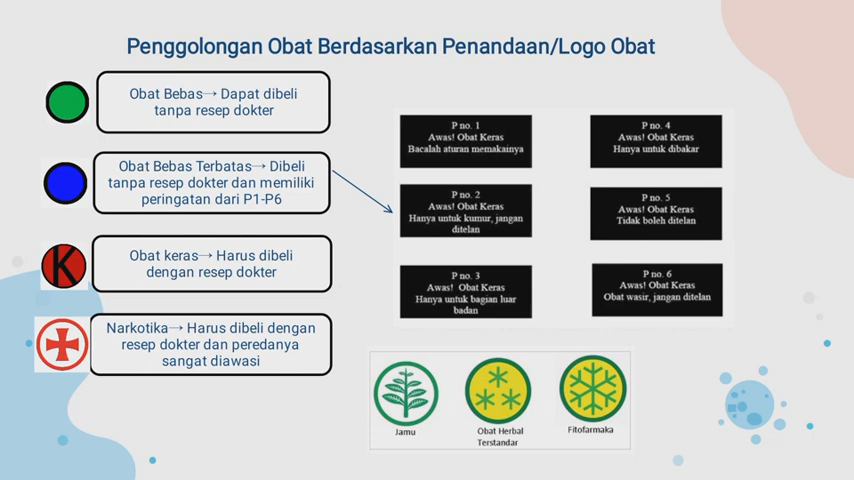 Penggolongan Obat Berdasarkan Penandaan/Logo Obat
Obat Bebas→ Dapat dibeli
tanpa resep dokter
Obat Bebas Terbatas→ Dibeli
tanpa resep dokter dan memiliki
peringatan dari P1-P6
K
Obat keras→ Harus dibeli
dengan resep dokter
Narkotika→ Harus dibeli dengan
resep dokter dan peredanya
sangat diawasi
P no. 1
Awas! Obat Keras
Bacalah aturan memakainya
P no. 2
Awas! Obat Keras
Hanya untuk kumur, jangan
ditelan
P no. 3
Awas! Obat Keras
Hanya untuk bagian luar
badan
P no. 4
Awas! Obat Keras
Hanya untuk dibakar
P no. 5
Awas! Obat Keras
Tidak boleh ditelan
P no. 6
Awas! Obat Keras
Obat wasir, jangan ditelan
Jamu
Obat Herbal
Terstandar
Fitofarmaka